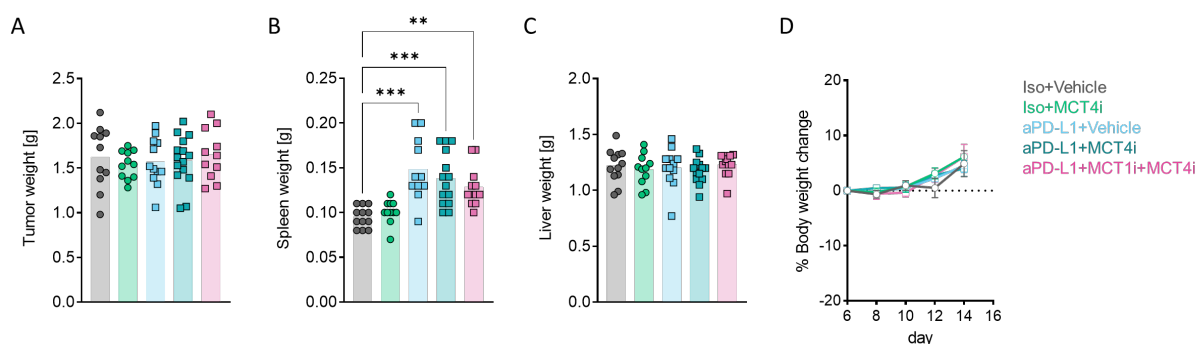 A
B
C
D
Tumor weight [g]
2.5
2.0
1.5
1.0
0.5
0.0
Spleen weight [g]
0.25
0.20
0.15
0.10
0.05
0.00
**
***
***
Liver weight [g]
2.0
1.5
1.0
0.5
0.0
% Body weight change
20
10
0
-10
-20
6 8 10 12 14 16
day
Iso+Vehicle
Iso+MCT4i
aPD-L1+Vehicle
aPD-L1+MCT4i
aPD-L1+MCT1i+MCT4i